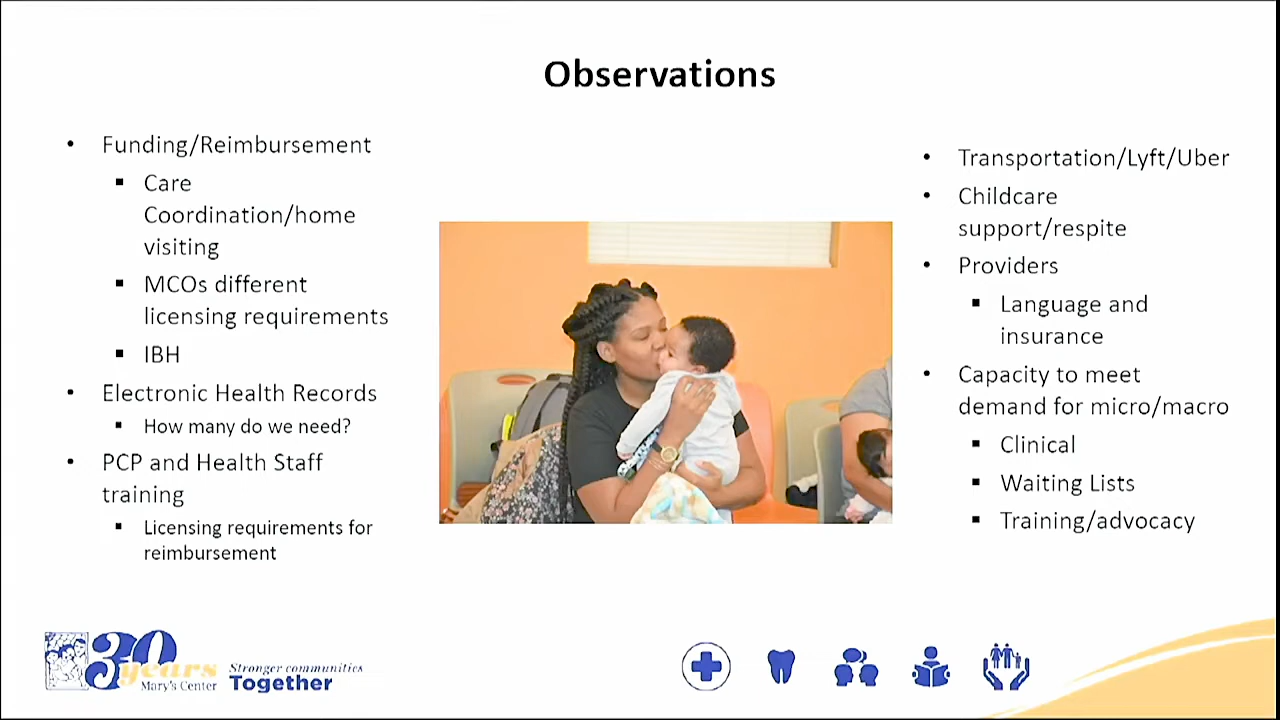 Observations
• Funding/Reimbursement
▪ Care
Coordination/home
visiting
▪ MCOs different
licensing requirements
▪ IBH
• Electronic Health Records
▪ How many do we need?
• PCP and Health Staff
training
▪ Licensing requirements for
reimbursement
• Transportation/Lyft/Uber
• Childcare
support/respite
• Providers
▪ Language and
insurance
• Capacity to meet
demand for micro/macro
▪ Clinical
▪ Waiting Lists
▪ Training/advocacy
30
years
Mary's Center
Stronger communities
Together